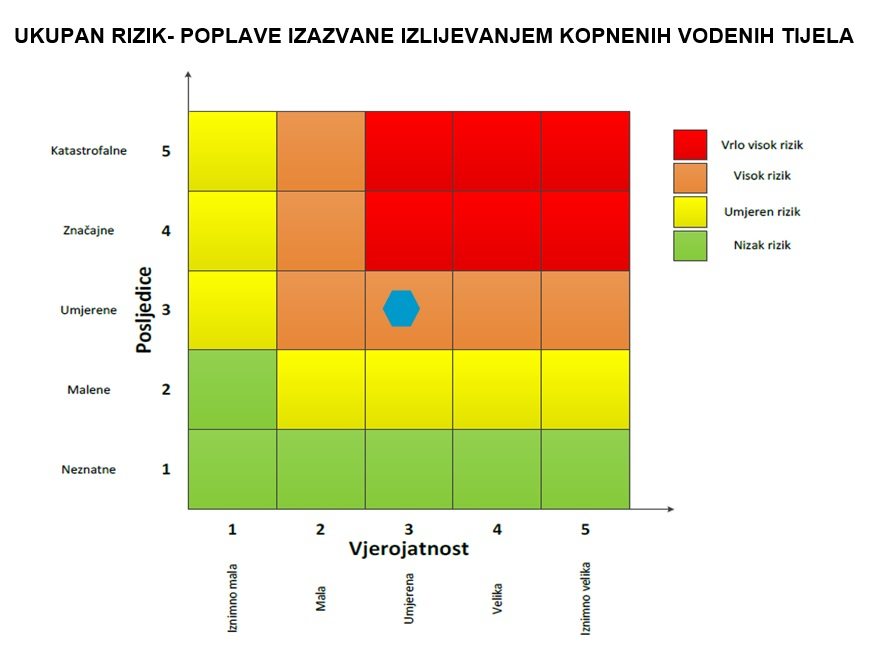 UKUPAN RIZIK- POPLAVE IZAZVANE IZLIJEVANJEM KOPNENIH VODENIH TIJELA
Katastrofalne 5
Značajne 4
Umjerene 3
Malene 2
Neznatne 1
Posljedice
1 2 3 4 5
Vjerojatnost
Iznimno mala
Mala
Umjerena
Velika
Iznimno velika
Vrlo visok rizik
Visok rizik
Umjeren rizik
Nizak rizik